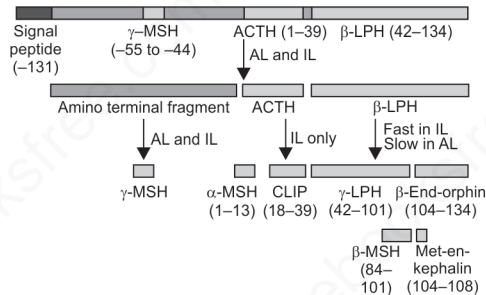 Signal peptide (–131)
γ–MSH (–55 to –44)
ACTH (1–39)
β–LPH (42–134)
AL and IL
Amino terminal fragment
ACTH
β–LPH
AL and IL
IL only
Fast in IL
Slow in AL
γ–MSH
α–MSH (1–13)
CLIP (18–39)
γ–LPH (42–101)
β–End-orphin (104–134)
β–MSH (84–101)
Met-en-kephalin (104–108)